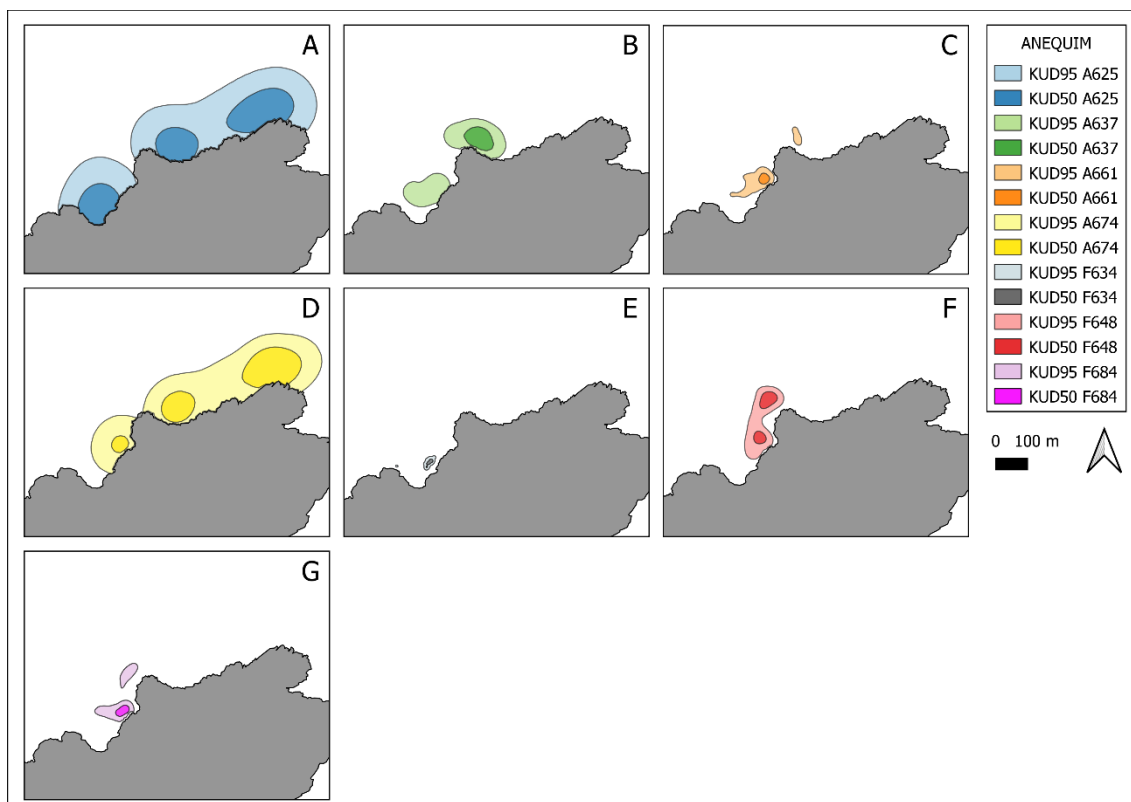 A
B
C
D
E
F
G
ANEQUIM
KUD95 A625
KUD50 A625
KUD95 A637
KUD50 A637
KUD95 A661
KUD50 A661
KUD95 A674
KUD50 A674
KUD95 F634
KUD50 F634
KUD95 F648
KUD50 F648
KUD95 F684
KUD50 F684
0 100 m